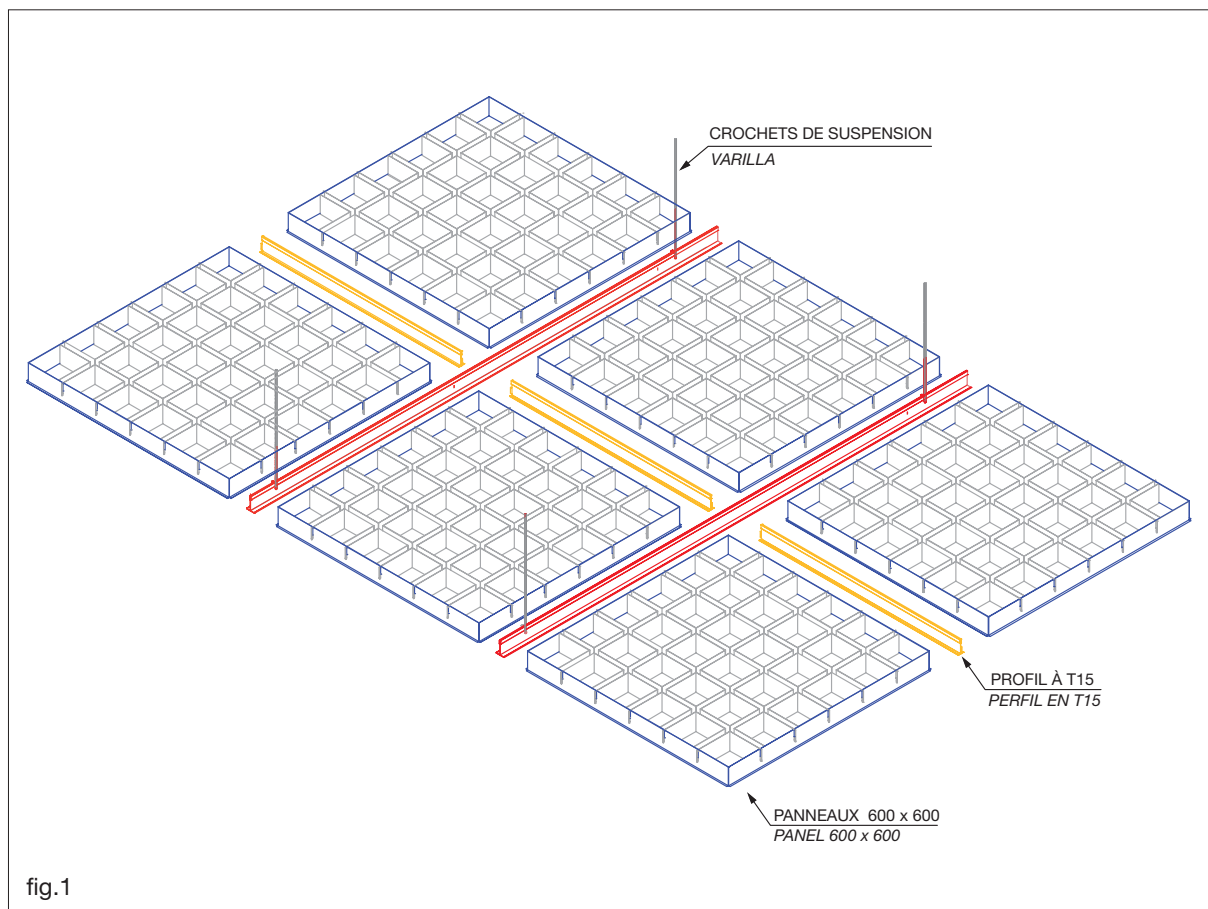 CROCHETS DE SUSPENSION
VARILLA
PROFIL À T15
PERFIL EN T15
PANNEAUX 600 x 600
PANEL 600 x 600
fig.1